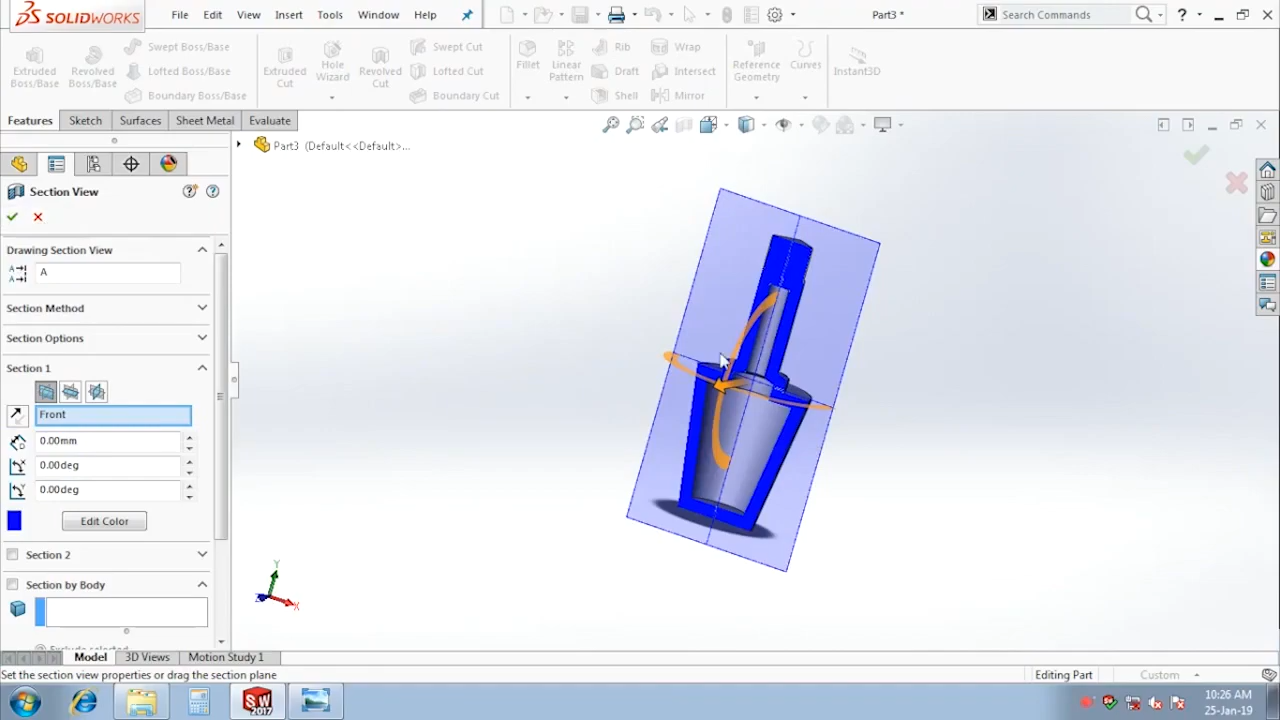 SOLIDWORKS File Edit View Insert Tools Window Help Part3 * Search Commands ?
Extruded Boss/Base Revolved Boss/Base Swept Boss/Base Lofted Boss/Base Boundary Boss/Base Extruded Cut Hole Wizard Revolved Cut Swept Cut Lofted Cut Boundary Cut Fillet Linear Pattern Rib Draft Shell Wrap Intersect Mirror Reference Geometry Curves Instant3D
Features Sketch Surfaces Sheet Metal Evaluate
Part3 (Default<<Default>...
Section View
Drawing Section View
A
Section Method
Section Options
Section 1
Front
0.00mm
0.00deg
0.00deg
Edit Color
Section 2
Section by Body
Exclude selected
Y
Z X
Model 3D Views Motion Study 1
Set the section view properties or drag the section plane Editing Part Custom
SW 2017
10:26 AM
25-Jan-19